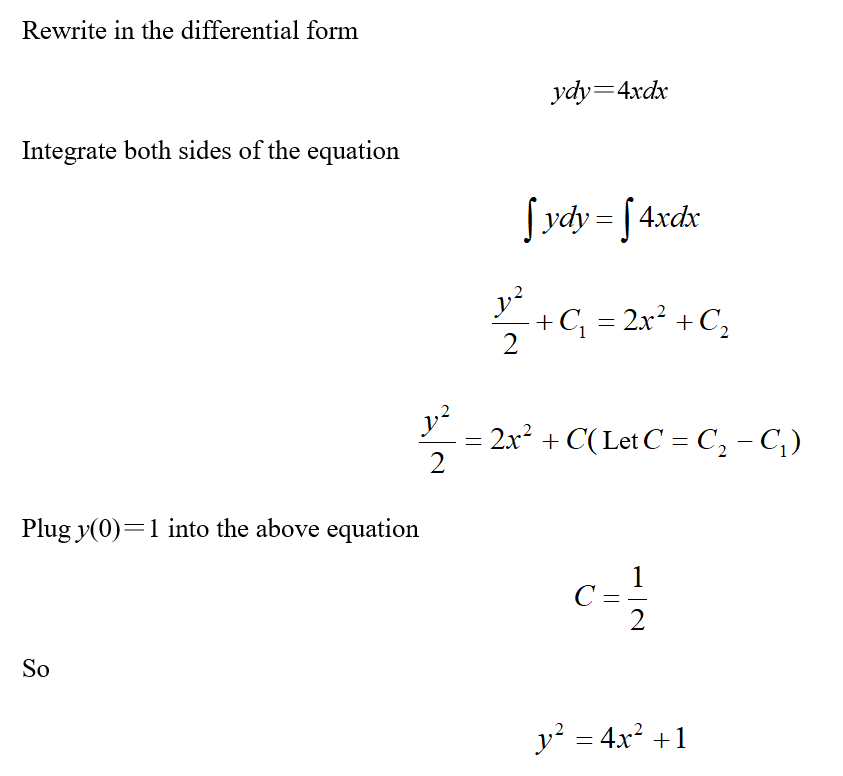 Rewrite in the differential form
ydy=4xdx
Integrate both sides of the equation
∫ ydy = ∫ 4xdx
y²/2 + C₁ = 2x² + C₂
y²/2 = 2x² + C( Let C = C₂ − C₁ )
Plug y(0)=1 into the above equation
C = 1/2
So
y² = 4x² + 1